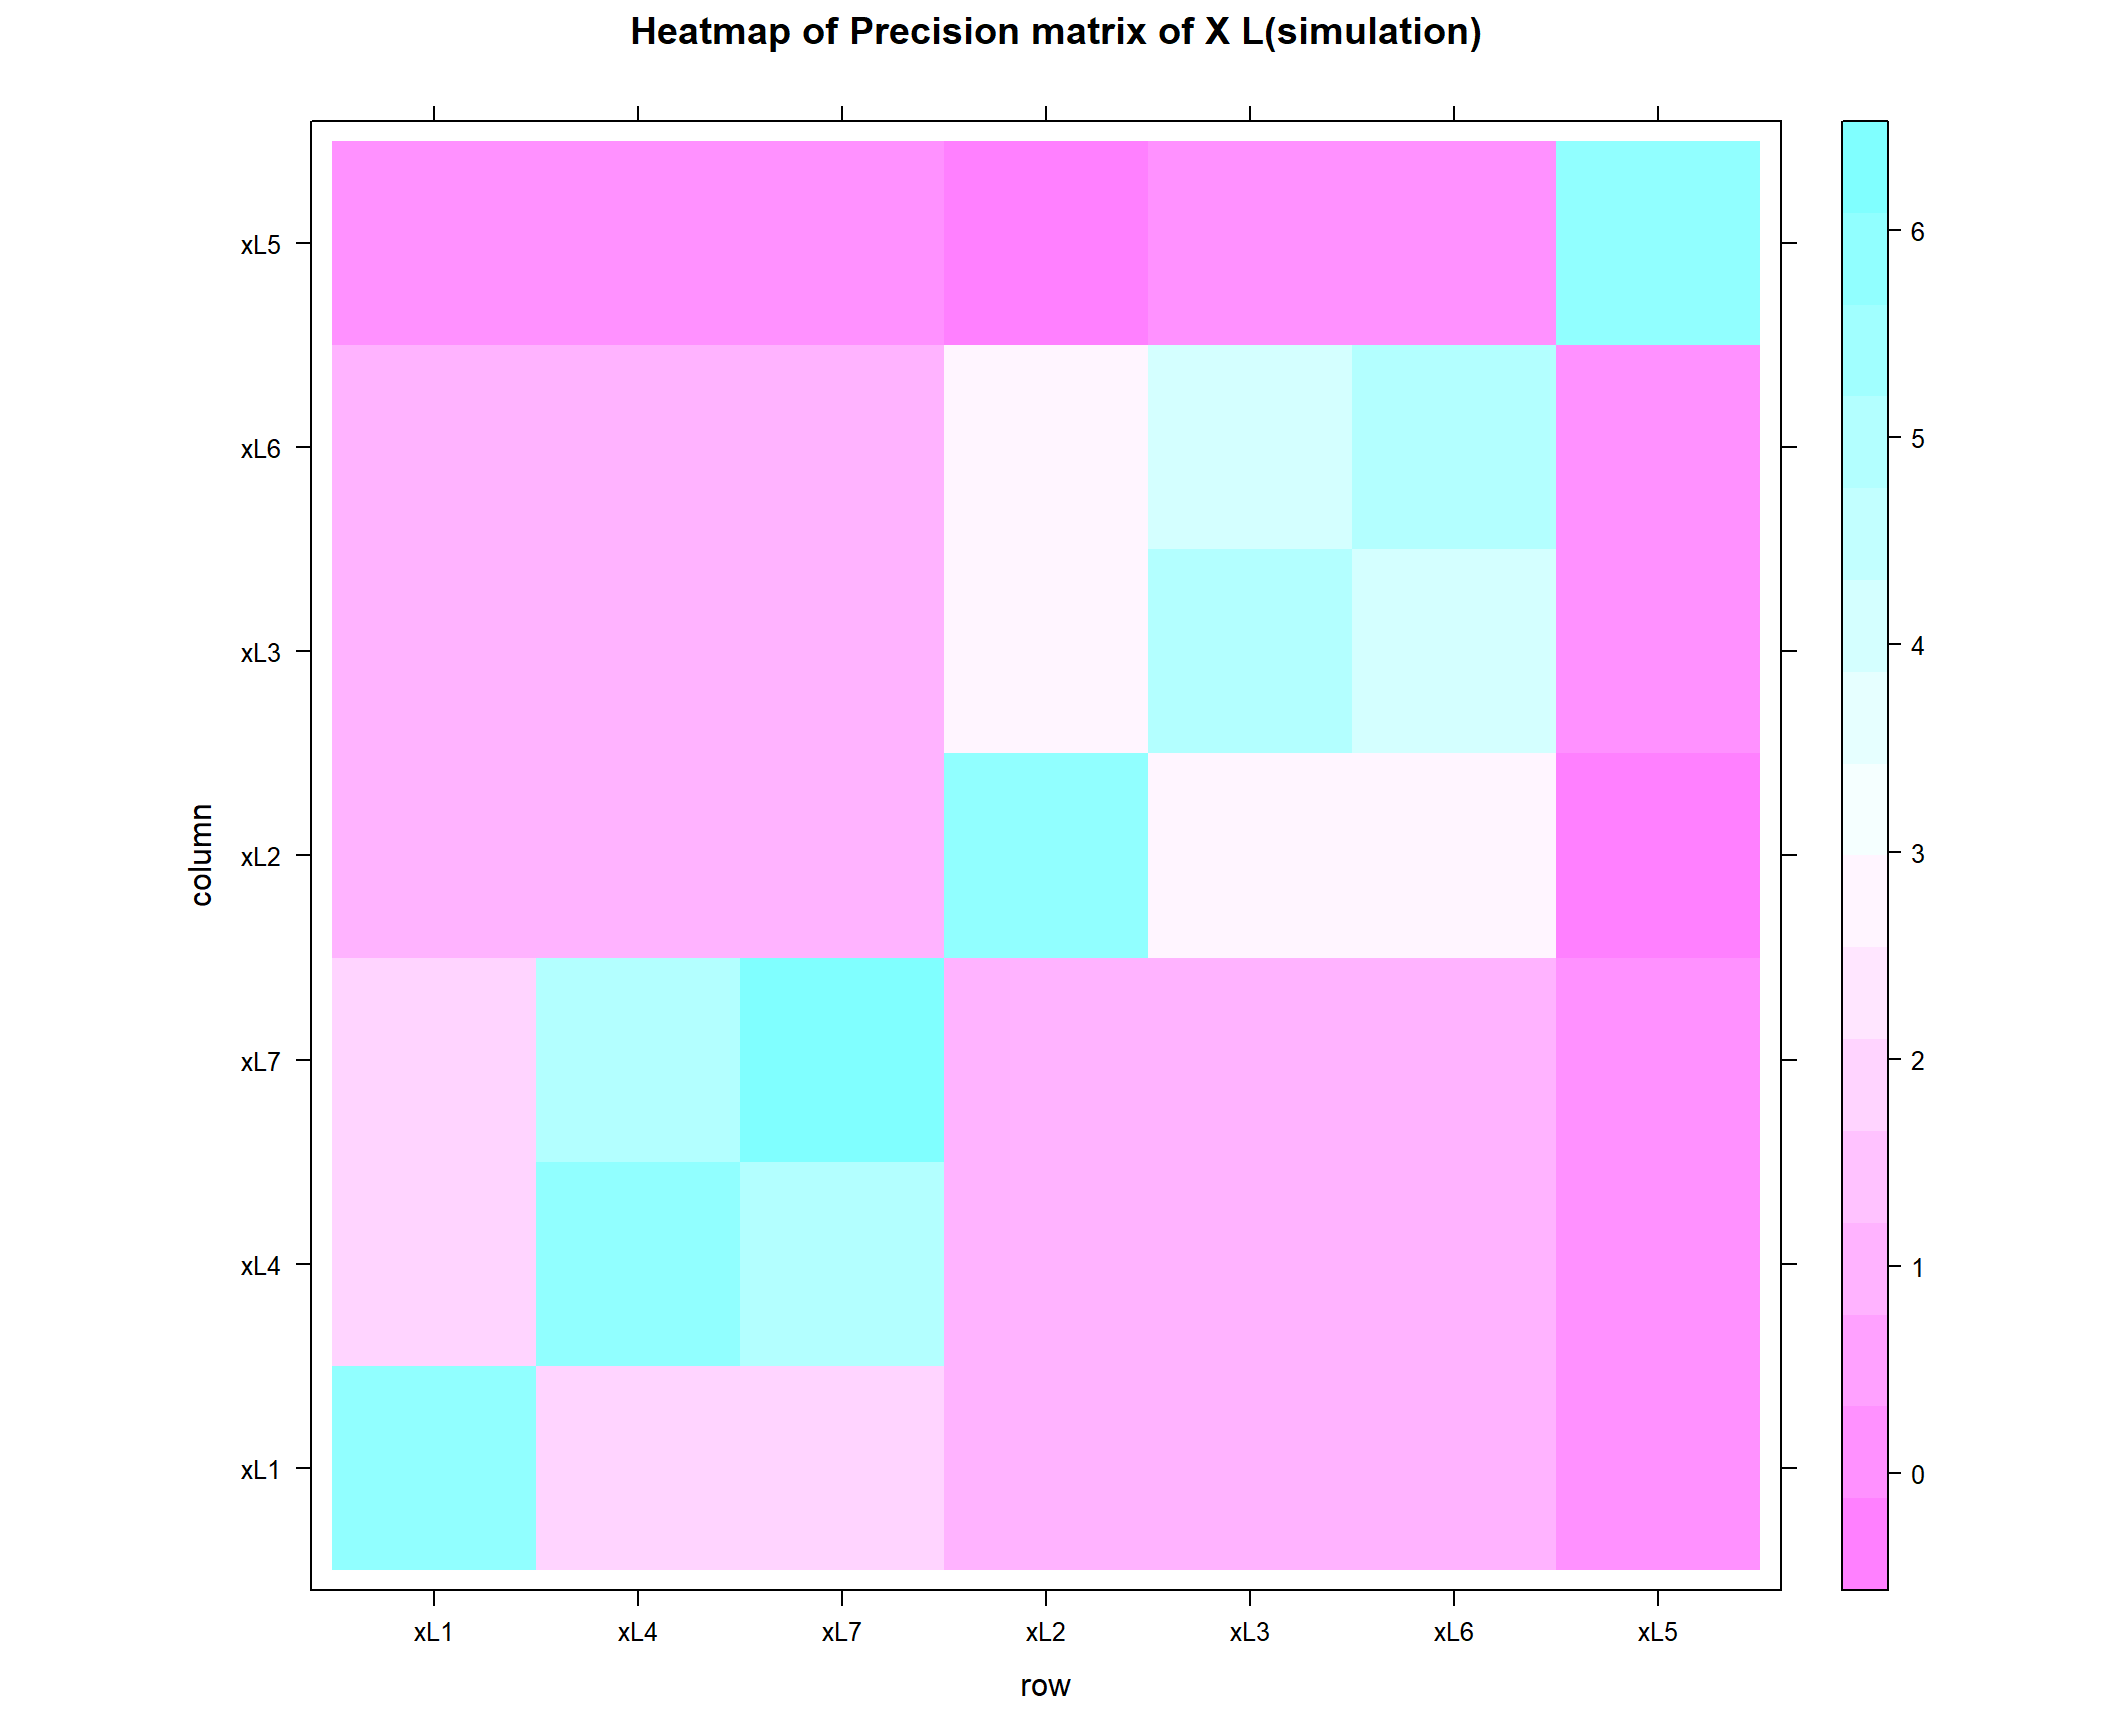 Heatmap of Precision matrix of X L(simulation)
xL5
xL6
xL3
xL2
xL7
xL4
xL1
column
xL1 xL4 xL7 xL2 xL3 xL6 xL5
row
6
5
4
3
2
1
0